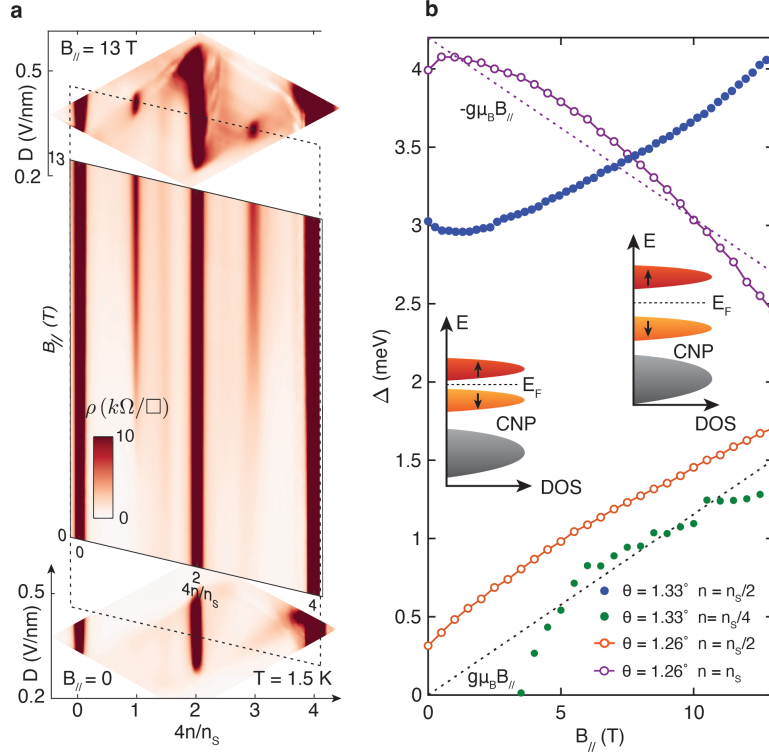 a
B// = 13 T
D (V/nm)
0.5
0.2
13
B// (T)
ρ (kΩ/□)
10
0
0
0
2
4n/nS
4
D (V/nm)
0.5
0.2
B// = 0
T = 1.5 K
0 1 2 3 4
4n/nS
b
Δ (meV)
4
3.5
3
2.5
2
1.5
1
0.5
0
0 5 10
B// (T)
-gμBB//
gμBB//
E
EF
CNP
DOS
E
EF
CNP
DOS
θ = 1.33° n = nS/2
θ = 1.33° n= nS/4
θ = 1.26° n = nS/2
θ = 1.26° n = nS